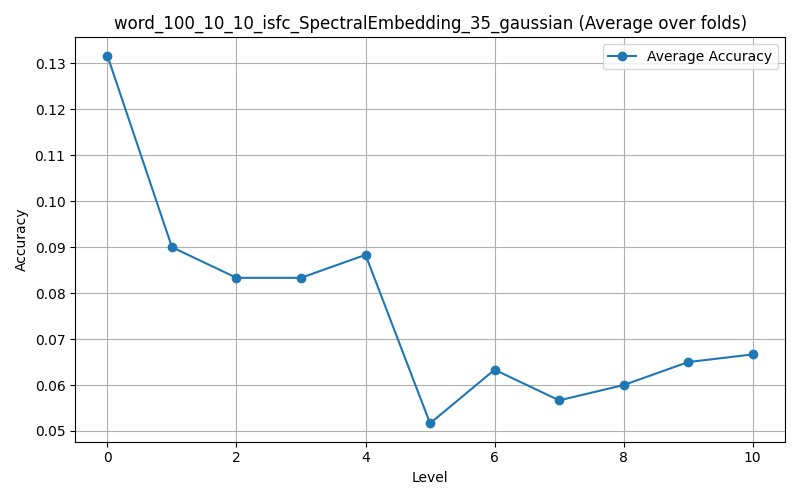 word_100_10_10_isfc_SpectralEmbedding_35_gaussian (Average over folds)
Average Accuracy
0.13
0.12
0.11
0.10
0.09
0.08
0.07
0.06
0.05
Accuracy
0 2 4 6 8 10
Level